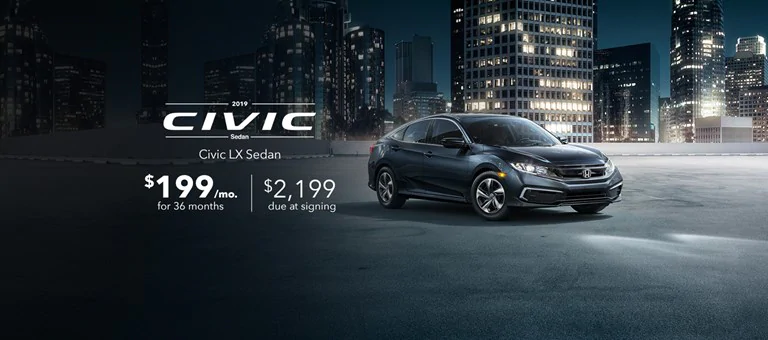 2019
CIVIC
Sedan
Civic LX Sedan
$199/mo.
for 36 months
$2,199
due at signing